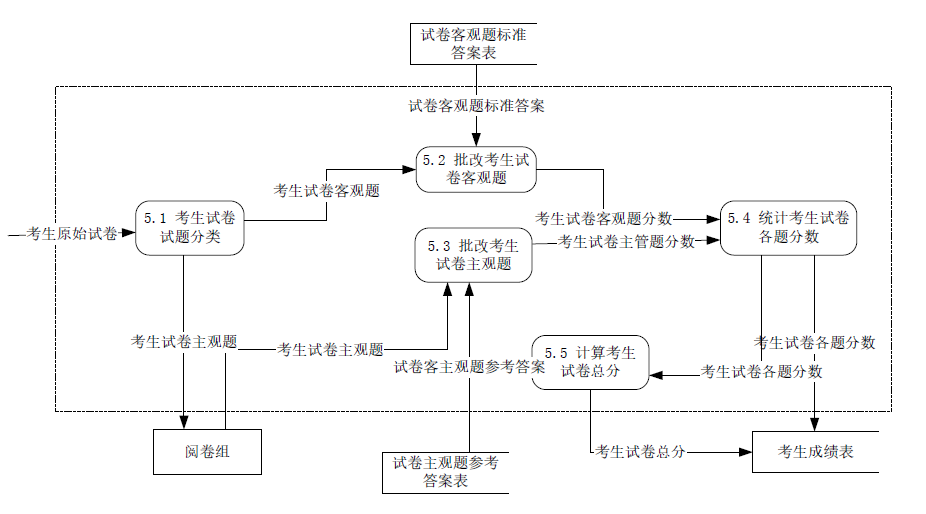 试卷客观题标准
答案表
试卷客观题标准答案
5.2 批改考生试
卷客观题
考生试卷客观题
5.1 考生试卷
试题分类
考生原始试卷
考生试卷客观题分数
5.4 统计考生试卷
各题分数
5.3 批改考生
试卷主观题
考生试卷主管题分数
考生试卷主观题
考生试卷主观题
考生试卷各题分数
试卷客主观题参考答案
5.5 计算考生
试卷总分
考生试卷各题分数
阅卷组
试卷主观题参考
答案表
考生试卷总分
考生成绩表